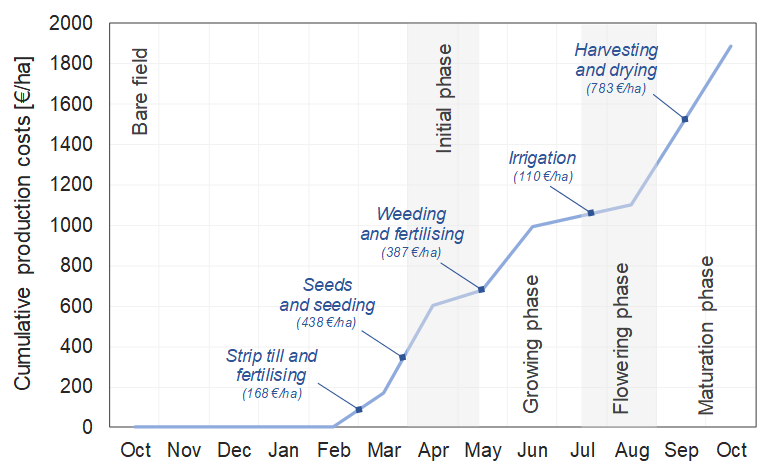 Cumulative production costs [€/ha]
2000
1800
1600
1400
1200
1000
800
600
400
200
0
Bare field
Initial phase
Harvesting
and drying
(783 €/ha)
Irrigation
(110 €/ha)
Weeding
and fertilising
(387 €/ha)
Seeds
and seeding
(438 €/ha)
Strip till and
fertilising
(168 €/ha)
Growing phase
Flowering phase
Maturation phase
Oct Nov Dec Jan Feb Mar Apr May Jun Jul Aug Sep Oct